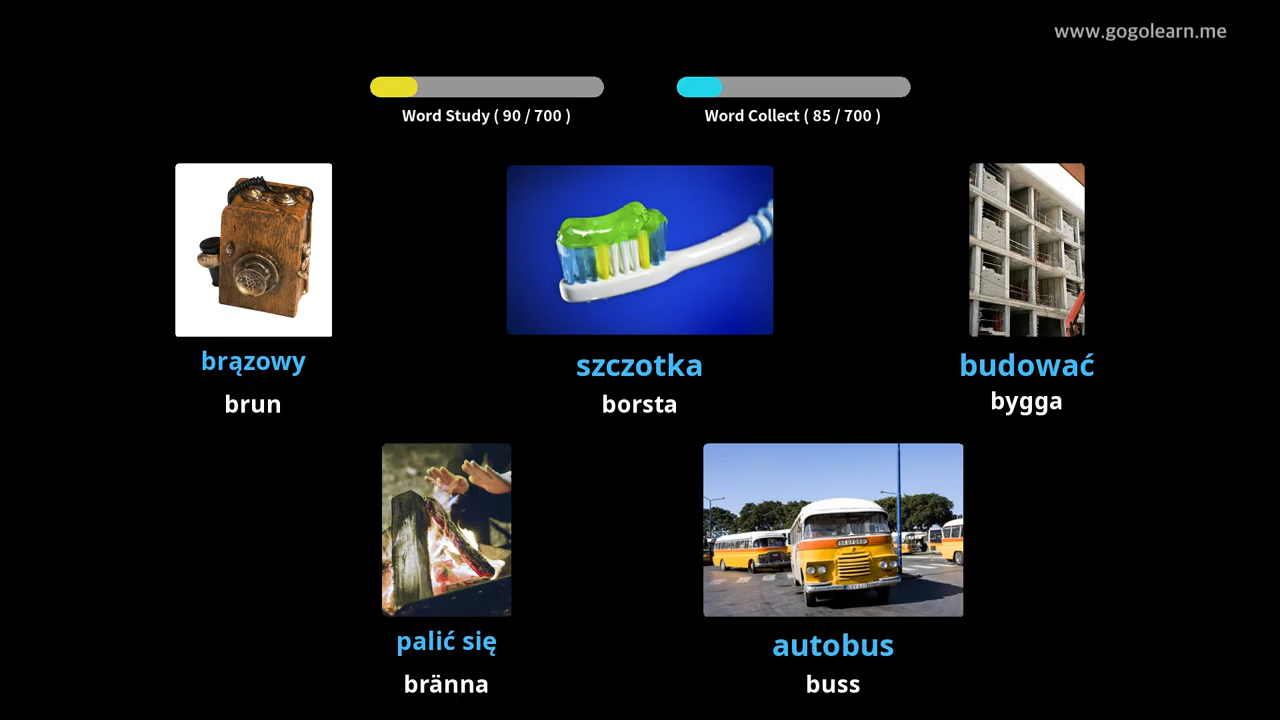 www.gogolearn.me
Word Study ( 90 / 700 )
Word Collect ( 85 / 700 )
brązowy
brun
szczotka
borsta
budować
bygga
palić się
bränna
BEDFORD
autobus
buss